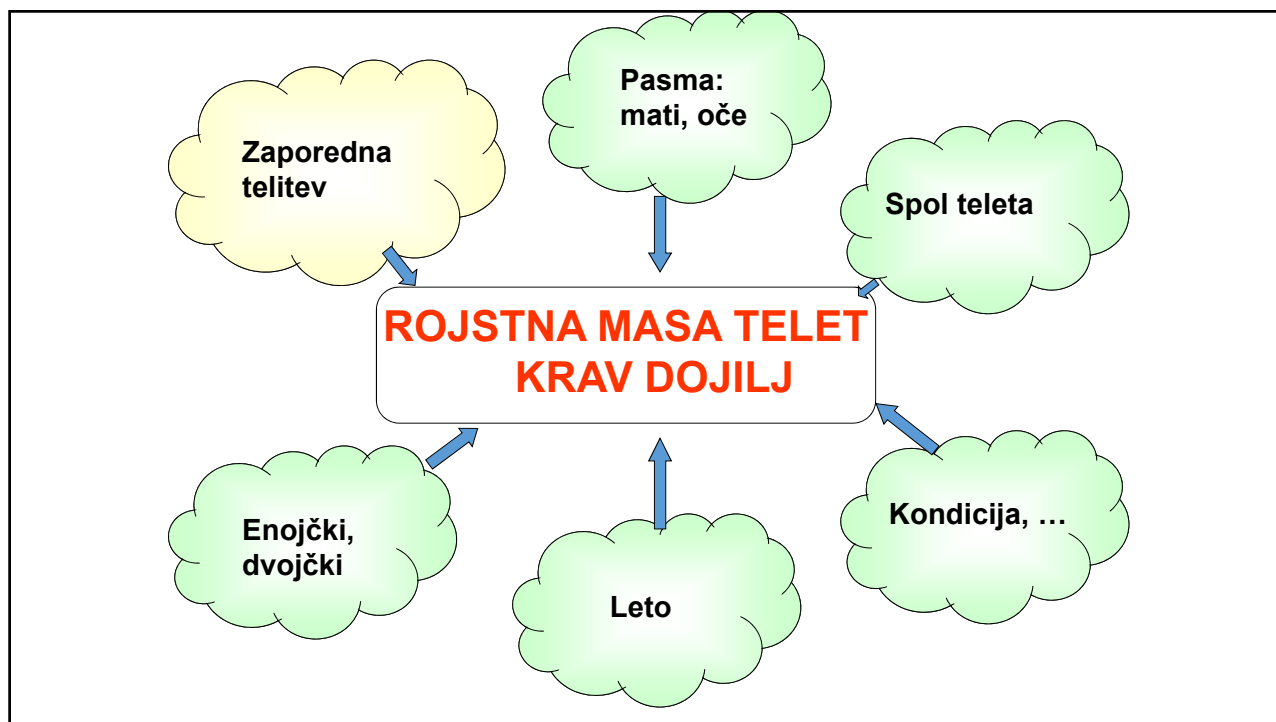 Pasma:
mati, oče
Zaporedna
telitev
Spol teleta
ROJSTNA MASA TELET
KRAV DOJILJ
Enojčki,
dvojčki
Kondicija, …
Leto